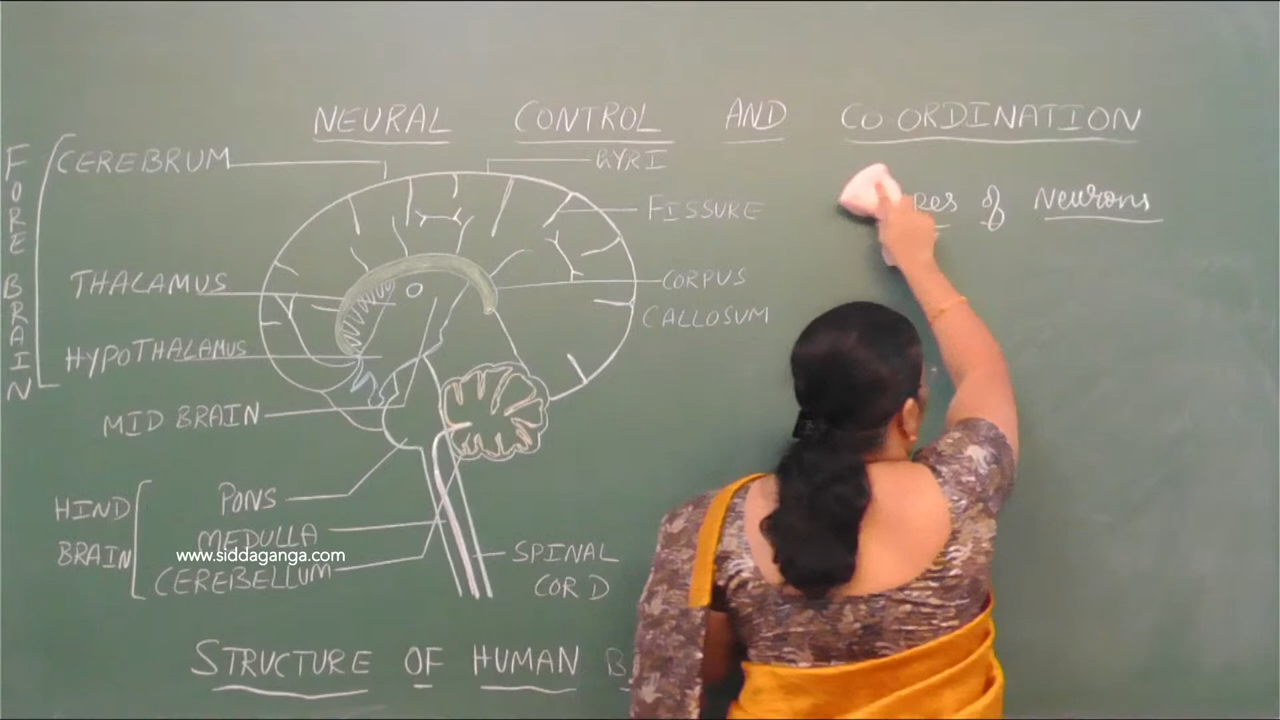 NEURAL CONTROL AND CO ORDINATION
FORE BRAIN
CEREBRUM
GYRI
FISSURE
of Neurons
THALAMUS
CORPUS
CALLOSUM
HYPOTHALAMUS
MID BRAIN
HIND
BRAIN
PONS
MEDULLA
www.siddaganga.com
CEREBELLUM
SPINAL
CORD
STRUCTURE OF HUMAN B